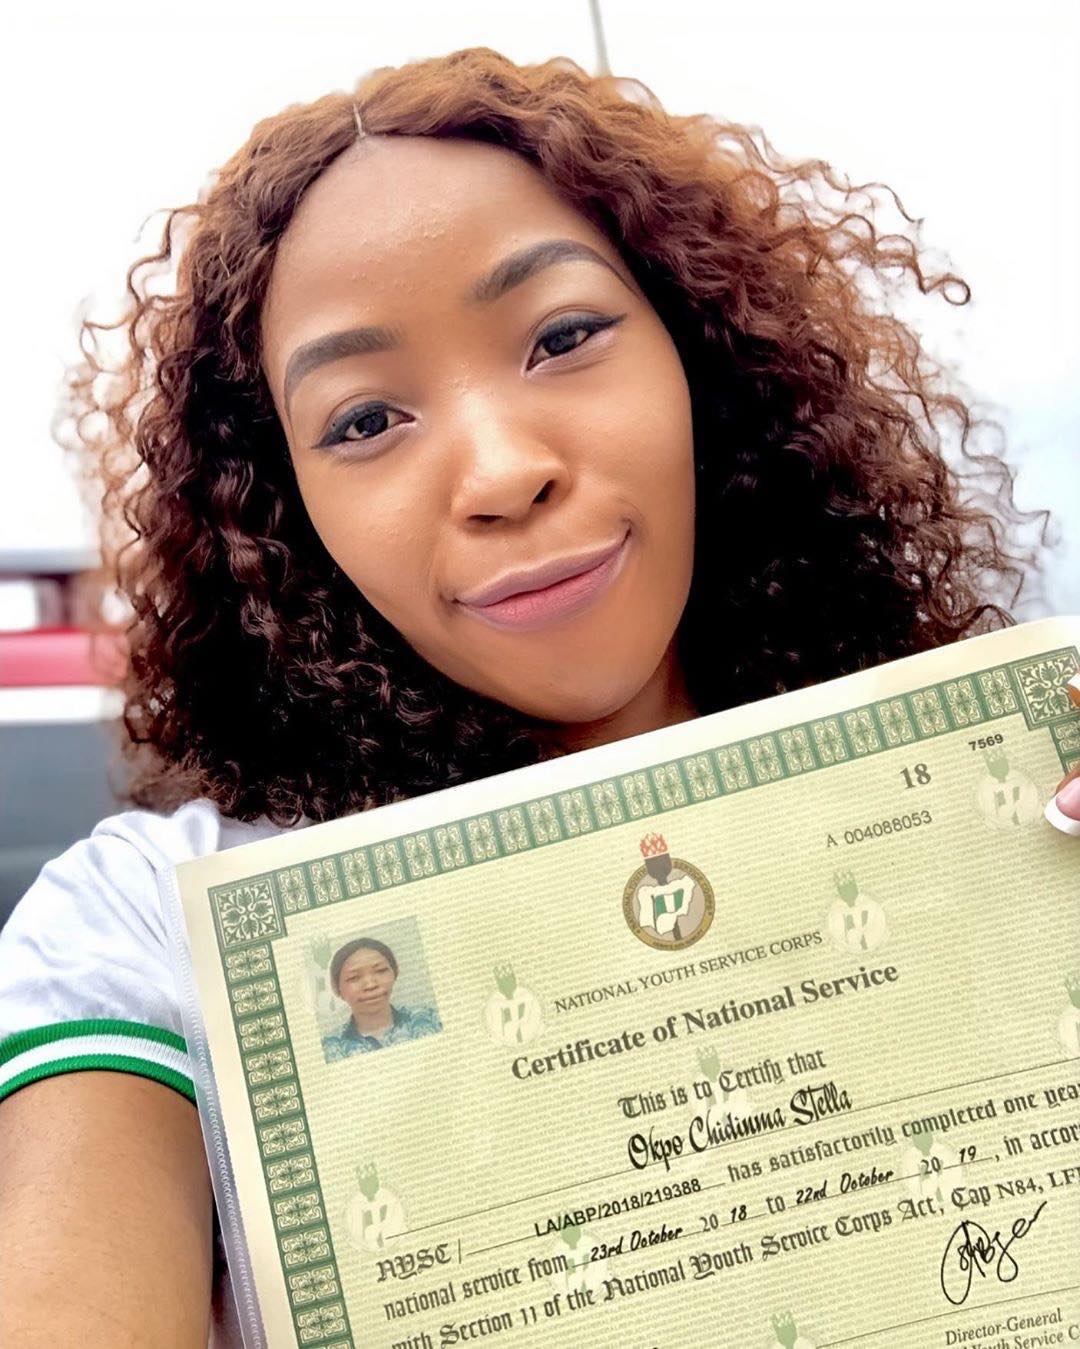 7569
18
A 004088053
NATIONAL YOUTH SERVICE CORPS
Certificate of National Service
This is to Certify that
Okpo Chidinma Stella
NYSC/ LA/ABP/2018/219388 has satisfactorily completed one year
national service from 23rd October 2018 to 22nd October 2019, in accor
with Section 11 of the National Youth Service Corps Act, Cap N84, LF
Director-General
Youth Service C